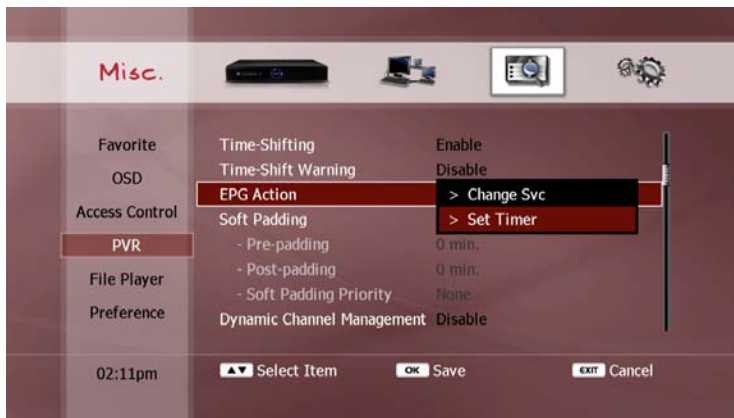 Misc.
Favorite
OSD
Access Control
PVR
File Player
Preference
02:11pm
Time-Shifting Enable
Time-Shift Warning Disable
EPG Action > Change Svc
Soft Padding > Set Timer
- Pre-padding 0 min.
- Post-padding 0 min.
- Soft Padding Priority None
Dynamic Channel Management Disable
▲▼ Select Item OK Save EXIT Cancel